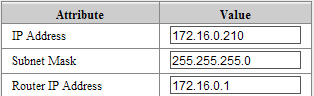 Attribute Value
IP Address 172.16.0.210
Subnet Mask 255.255.255.0
Router IP Address 172.16.0.1